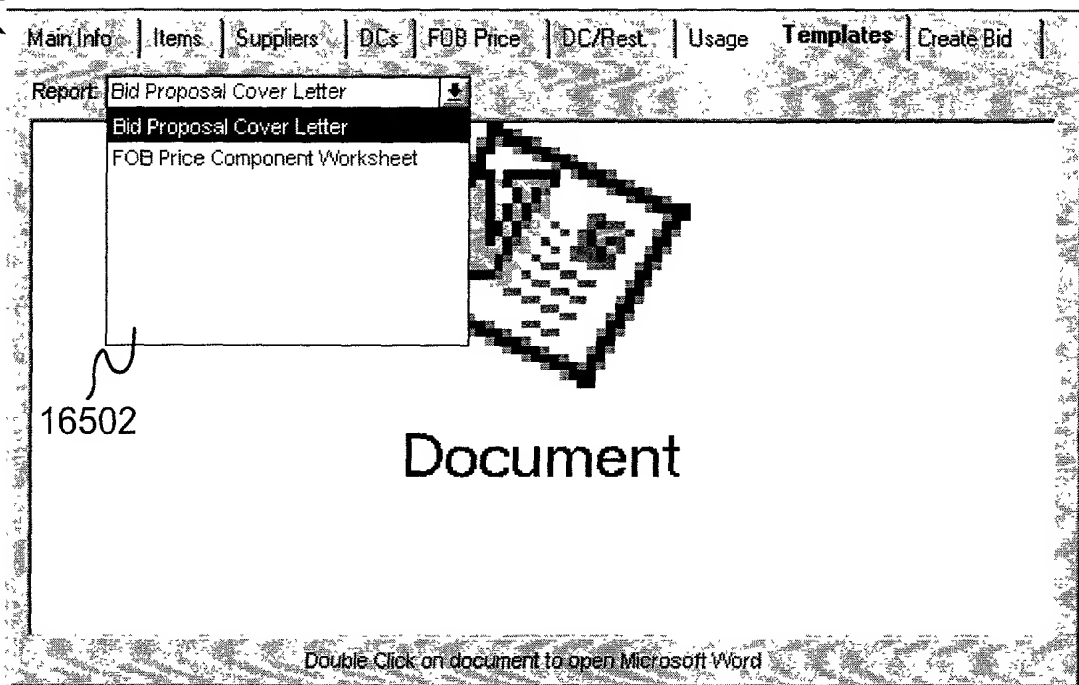 Main Info Items Suppliers DCs FOB Price DC/Rest. Usage Templates Create Bid
Report: Bid Proposal Cover Letter
Bid Proposal Cover Letter
FOB Price Component Worksheet
16502
Document
Double Click on document to open Microsoft Word